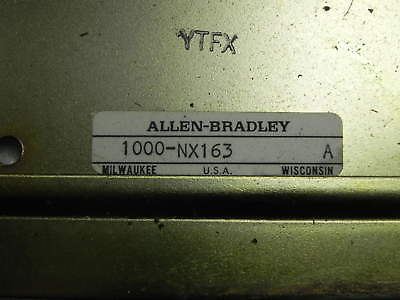 YTFX
ALLEN-BRADLEY
1000-NX163 A
MILWAUKEE U.S.A. WISCONSIN